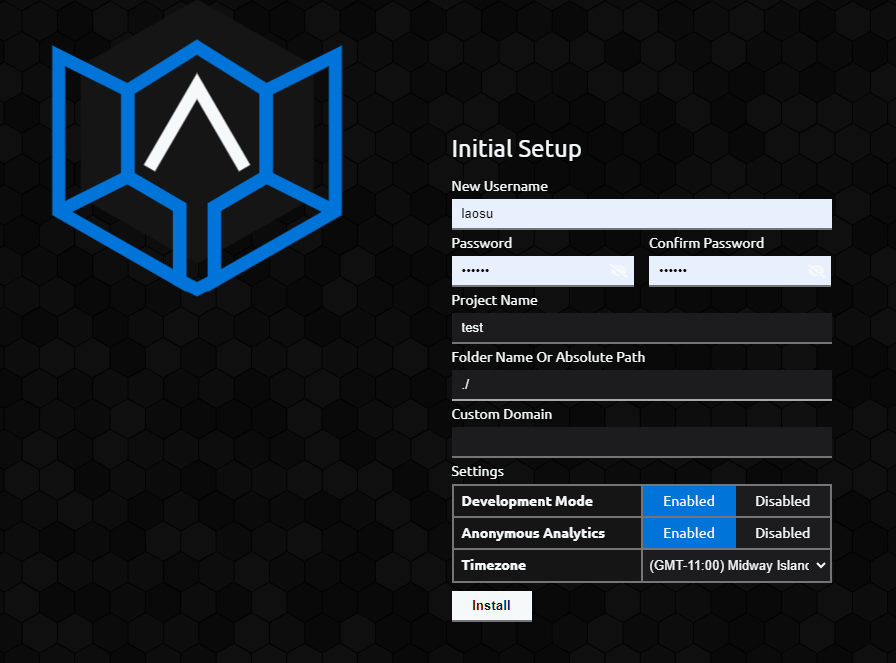 Initial Setup
New Username
laosu
Password Confirm Password
•••••• ••••••
Project Name
test
Folder Name Or Absolute Path
./
Custom Domain
Settings
Development Mode Enabled Disabled
Anonymous Analytics Enabled Disabled
Timezone (GMT-11:00) Midway Islanc
Install